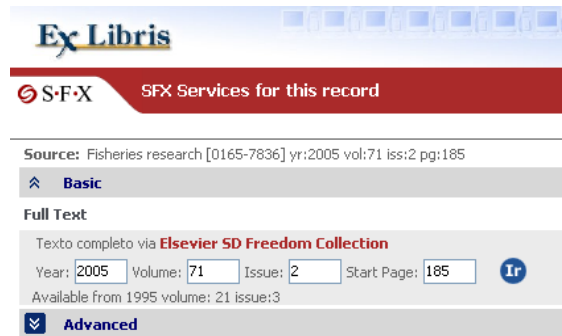 Ex Libris
S·F·X SFX Services for this record
Source: Fisheries research [0165-7836] yr:2005 vol:71 iss:2 pg:185
Basic
Full Text
Texto completo via Elsevier SD Freedom Collection
Year: 2005 Volume: 71 Issue: 2 Start Page: 185 Ir
Available from 1995 volume: 21 issue:3
Advanced